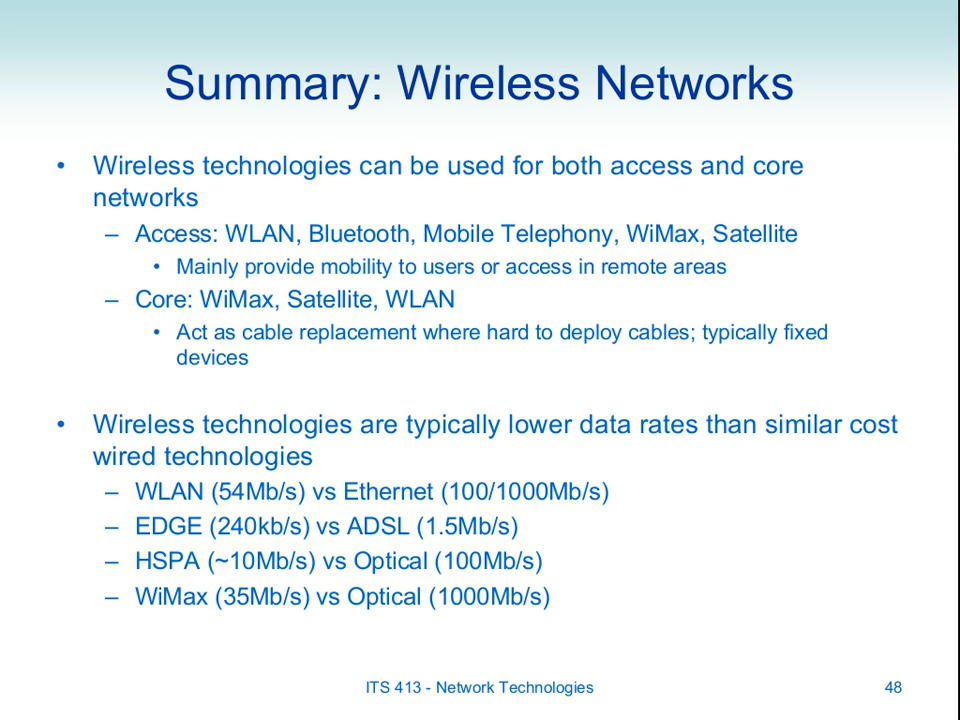 Summary: Wireless Networks
• Wireless technologies can be used for both access and core
networks
– Access: WLAN, Bluetooth, Mobile Telephony, WiMax, Satellite
• Mainly provide mobility to users or access in remote areas
– Core: WiMax, Satellite, WLAN
• Act as cable replacement where hard to deploy cables; typically fixed
devices
• Wireless technologies are typically lower data rates than similar cost
wired technologies
– WLAN (54Mb/s) vs Ethernet (100/1000Mb/s)
– EDGE (240kb/s) vs ADSL (1.5Mb/s)
– HSPA (~10Mb/s) vs Optical (100Mb/s)
– WiMax (35Mb/s) vs Optical (1000Mb/s)
ITS 413 - Network Technologies
48